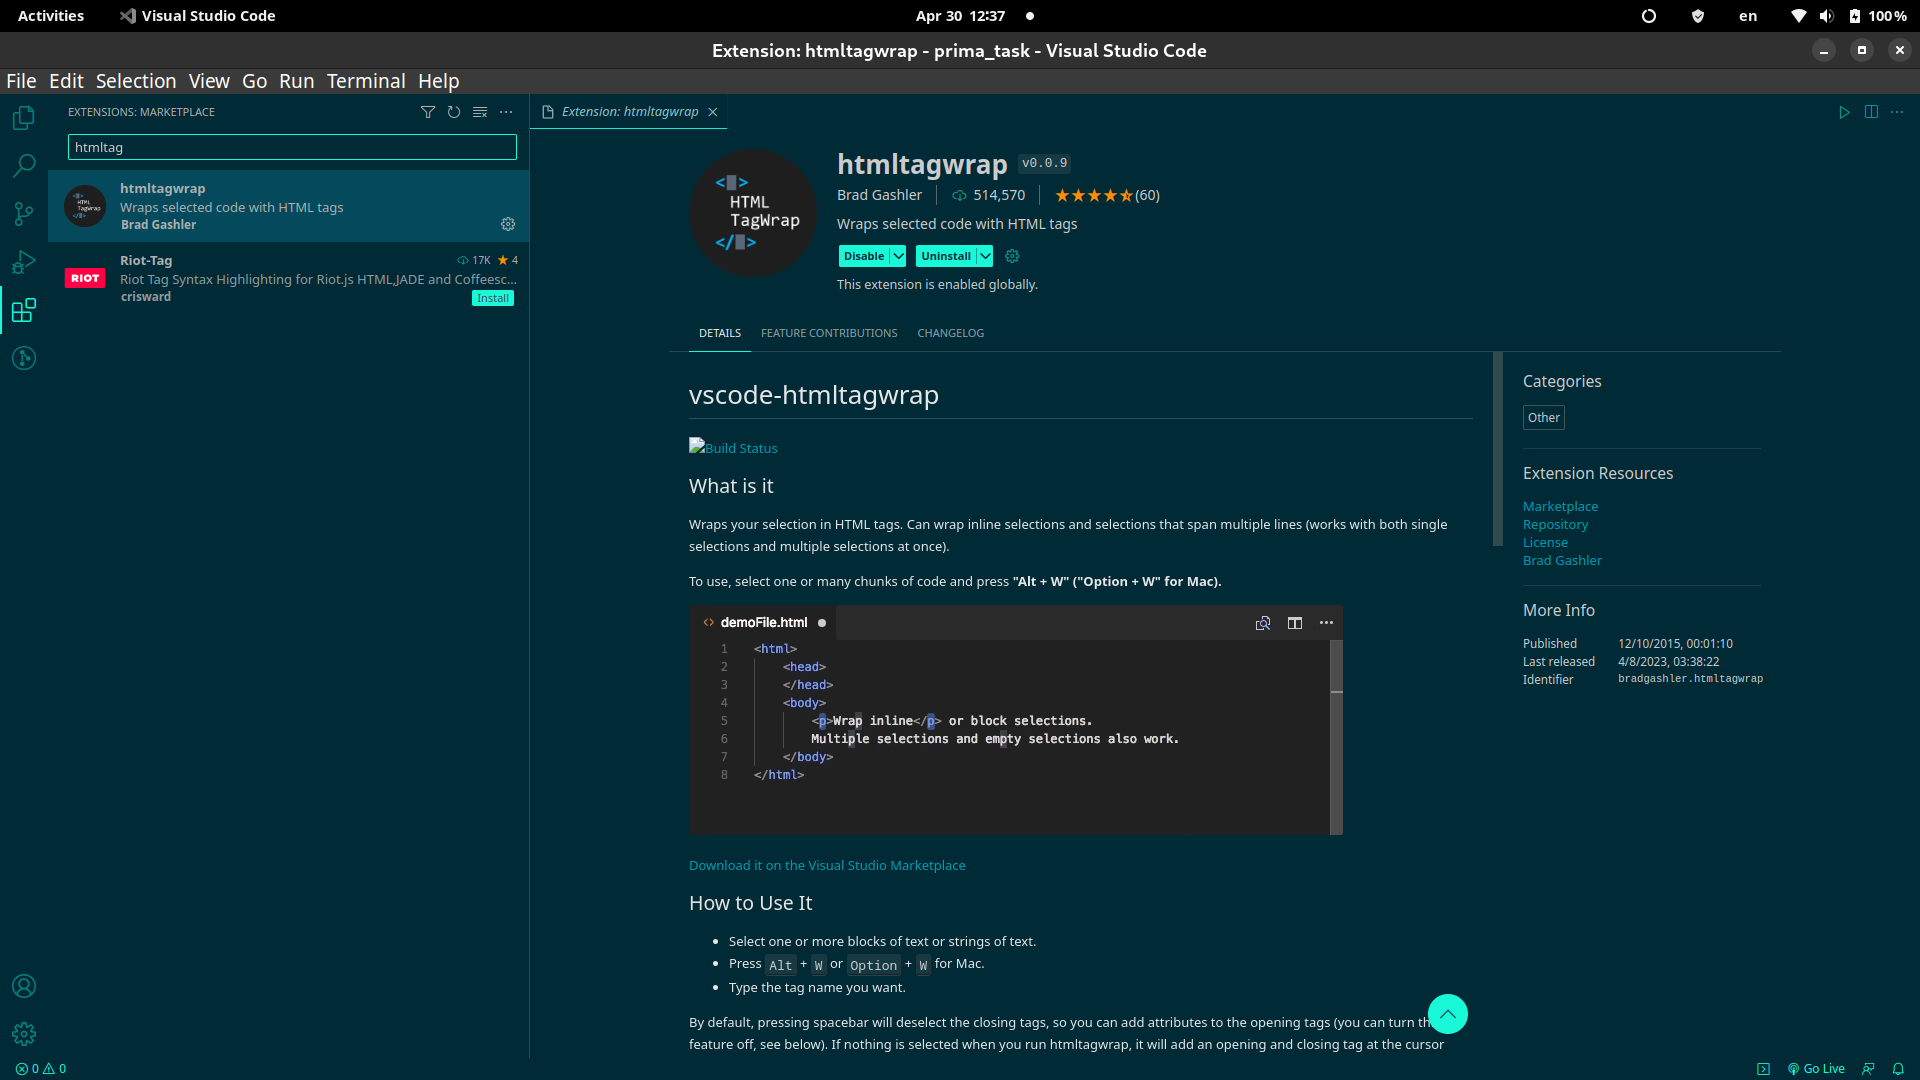 Activities
Visual Studio Code
Apr 30 12:37
en
100 %
Extension: htmltagwrap - prima_task - Visual Studio Code
File Edit Selection View Go Run Terminal Help
EXTENSIONS: MARKETPLACE
htmltag
htmltagwrap
Wraps selected code with HTML tags
Brad Gashler
RIOT
Riot-Tag
17K
4
Riot Tag Syntax Highlighting for Riot.js HTML,JADE and Coffeesc...
crisward
Install
Extension: htmltagwrap
< >
HTML
TagWrap
</ >
htmltagwrap
v0.0.9
Brad Gashler
514,570
(60)
Wraps selected code with HTML tags
Disable
Uninstall
This extension is enabled globally.
DETAILS
FEATURE CONTRIBUTIONS
CHANGELOG
vscode-htmltagwrap
Build Status
What is it
Wraps your selection in HTML tags. Can wrap inline selections and selections that span multiple lines (works with both single
selections and multiple selections at once).
To use, select one or many chunks of code and press "Alt + W" ("Option + W" for Mac).
demoFile.html
1 <html>
2 <head>
3 </head>
4 <body>
5 <p>Wrap inline</p> or block selections.
6 Multiple selections and empty selections also work.
7 </body>
8 </html>
Download it on the Visual Studio Marketplace
How to Use It
• Select one or more blocks of text or strings of text.
• Press Alt + W or Option + W for Mac.
• Type the tag name you want.
By default, pressing spacebar will deselect the closing tags, so you can add attributes to the opening tags (you can turn th
feature off, see below). If nothing is selected when you run htmltagwrap, it will add an opening and closing tag at the cursor
Categories
Other
Extension Resources
Marketplace
Repository
License
Brad Gashler
More Info
Published 12/10/2015, 00:01:10
Last released 4/8/2023, 03:38:22
Identifier bradgashler.htmltagwrap
0 0
Go Live